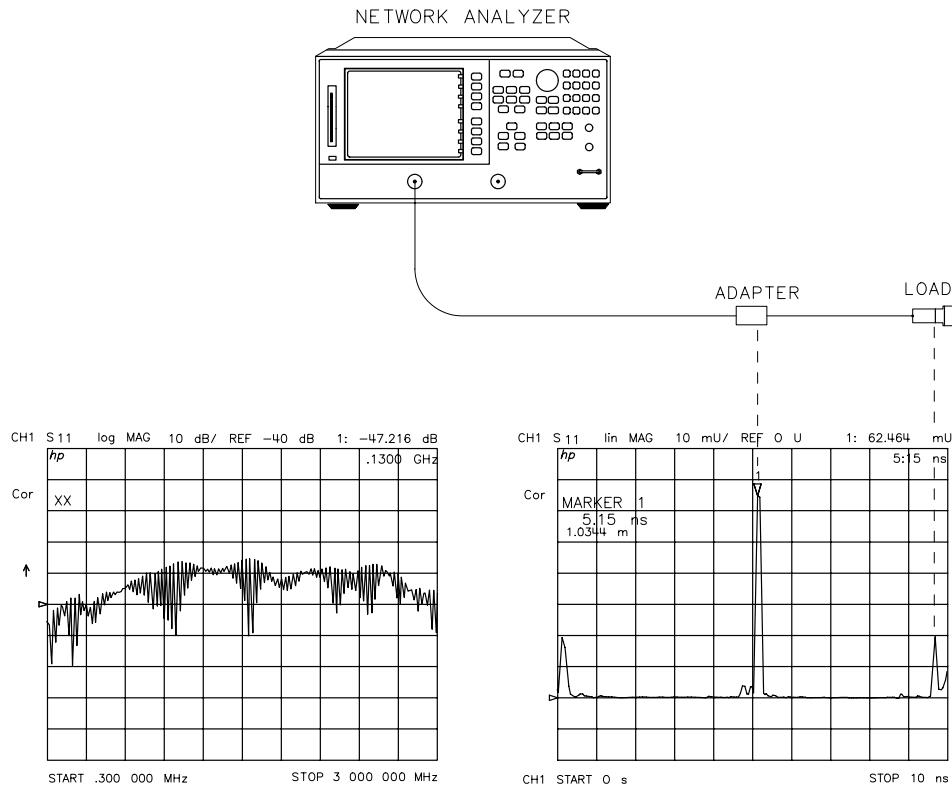 NETWORK ANALYZER
ADAPTER
LOAD
CH1 S 11 log MAG 10 dB/ REF -40 dB 1: -47.216 dB
hp
.1300 GHz
Cor
XX
START .300 000 MHz STOP 3 000 000 MHz
CH1 S 11 lin MAG 10 mU/ REF 0 U 1: 62.464 mU
hp
5:15 ns
Cor
1
MARKER 1
5.15 ns
1.0344 m
CH1 START 0 s STOP 10 ns